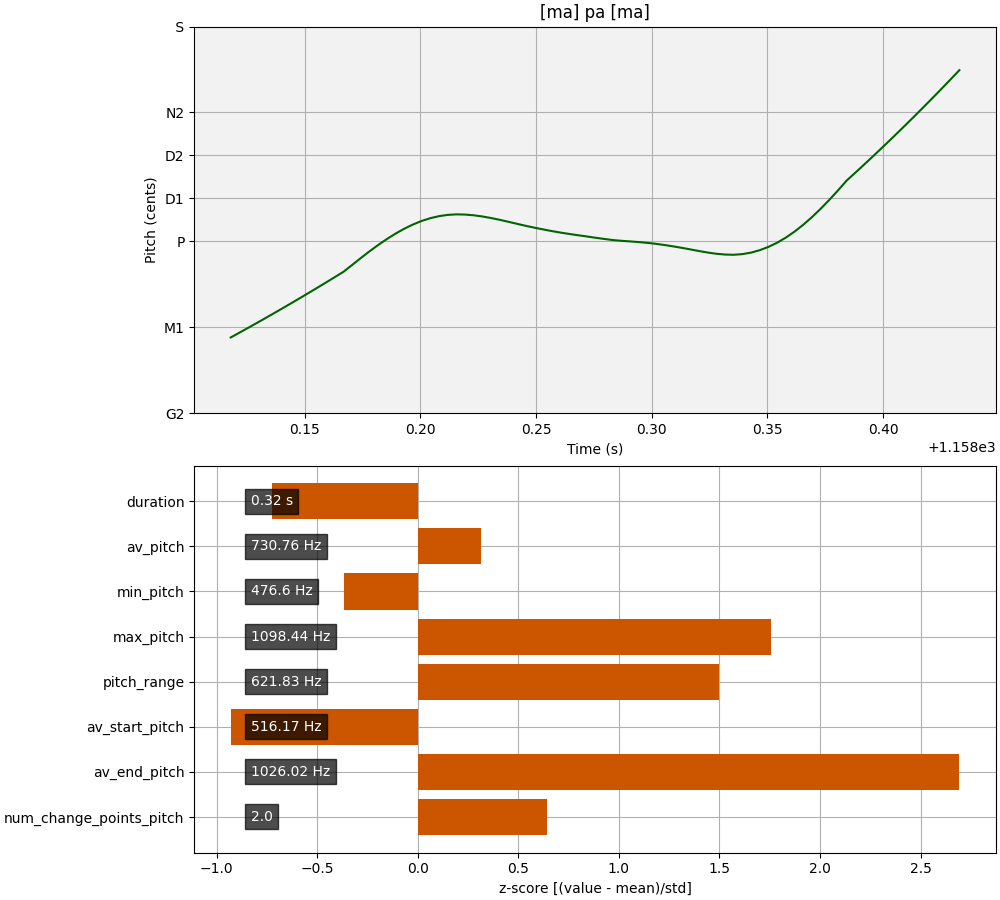 [ma] pa [ma]
S
N2
D2
D1
P
M1
G2
Pitch (cents)
0.15 0.20 0.25 0.30 0.35 0.40
Time (s)
+1.158e3
duration 0.32 s
av_pitch 730.76 Hz
min_pitch 476.6 Hz
max_pitch 1098.44 Hz
pitch_range 621.83 Hz
av_start_pitch 516.17 Hz
av_end_pitch 1026.02 Hz
num_change_points_pitch 2.0
−1.0 −0.5 0.0 0.5 1.0 1.5 2.0 2.5
z-score [(value - mean)/std]